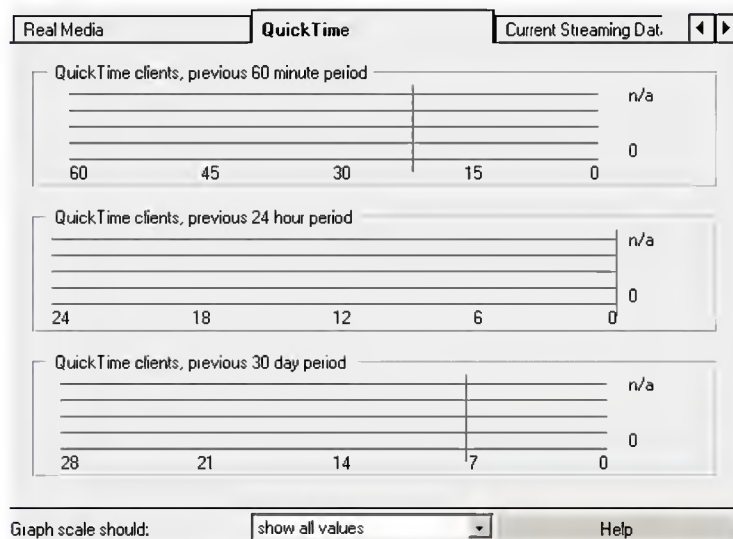 Real Media QuickTime Current Streaming Dat
QuickTime clients, previous 60 minute period
n/a
0
60 45 30 15 0
QuickTime clients, previous 24 hour period
n/a
0
24 18 12 6 0
QuickTime clients, previous 30 day period
n/a
0
28 21 14 7 0
Graph scale should: show all values Help